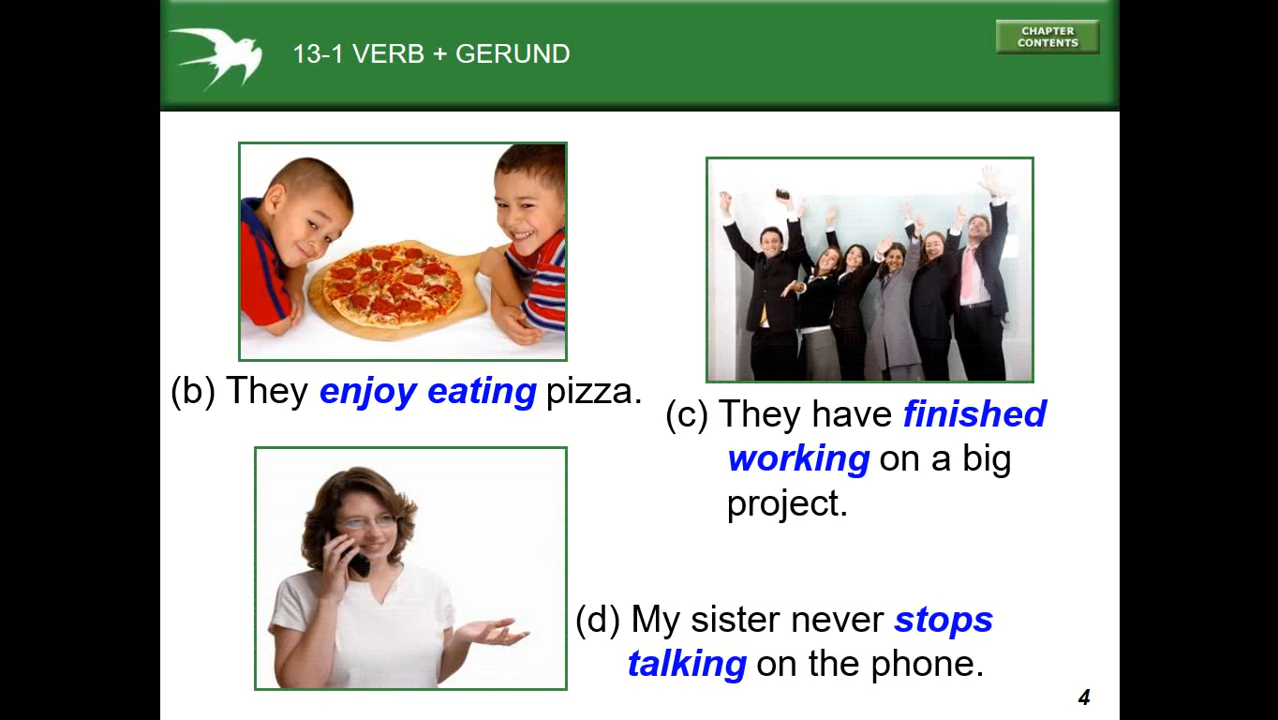 13-1 VERB + GERUND
CHAPTER
CONTENTS
(b) They enjoy eating pizza.
(c) They have finished
working on a big
project.
(d) My sister never stops
talking on the phone.
4